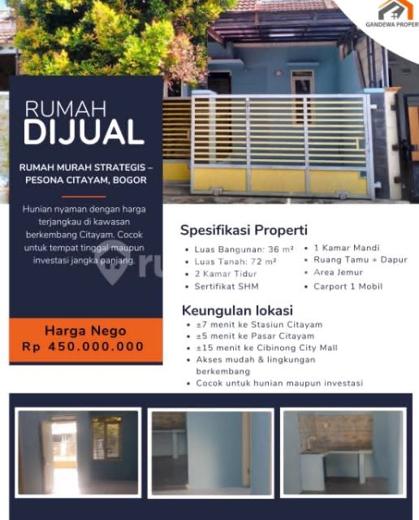 GANDEWA PROPER
RUMAH
DIJUAL
RUMAH MURAH STRATEGIS –
PESONA CITAYAM, BOGOR
Hunian nyaman dengan harga
terjangkau di kawasan
berkembang Citayam. Cocok
untuk tempat tinggal maupun
investasi jangka panjang.
Harga Nego
Rp 450.000.000
Spesifikasi Properti
• Luas Bangunan: 36 m²
• Luas Tanah: 72 m²
• 2 Kamar Tidur
• Sertifikat SHM
• 1 Kamar Mandi
• Ruang Tamu + Dapur
• Area Jemur
• Carport 1 Mobil
Keungulan lokasi
• ±7 menit ke Stasiun Citayam
• ±5 menit ke Pasar Citayam
• ±15 menit ke Cibinong City Mall
• Akses mudah & lingkungan
berkembang
• Cocok untuk hunian maupun investasi